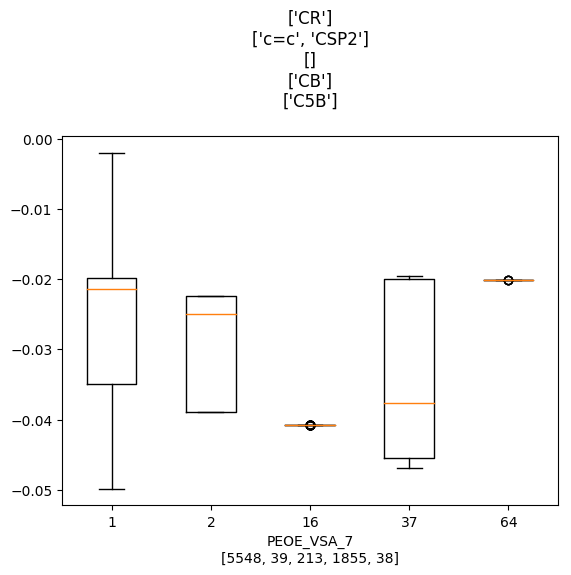 ['CR']
['c=c', 'CSP2']
[]
['CB']
['C5B']
0.00
−0.01
−0.02
−0.03
−0.04
−0.05
1 2 16 37 64
PEOE_VSA_7
[5548, 39, 213, 1855, 38]